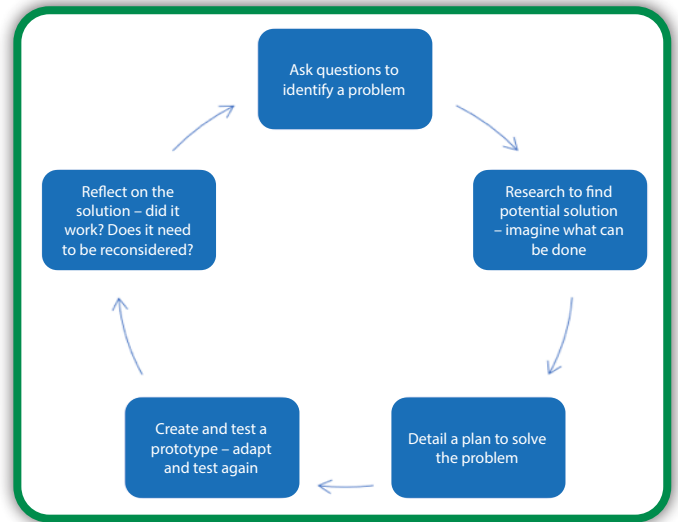 Ask questions to
identify a problem
Research to find
potential solution
– imagine what can
be done
Detail a plan to solve
the problem
Create and test a
prototype – adapt
and test again
Reflect on the
solution – did it
work? Does it need
to be reconsidered?